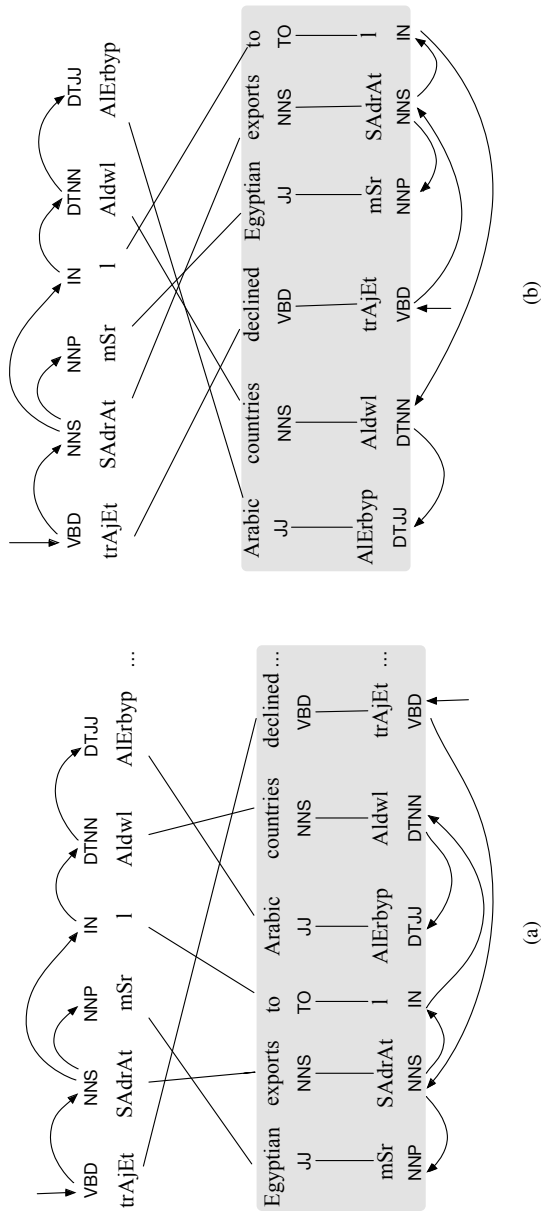 VBD NNS NNP IN DTNN DTJJ
trAjEt SAdrAt mSr l Aldwl AlErbyp ...
Egyptian exports to Arabic countries declined ...
JJ NNS TO JJ NNS VBD
mSr SAdrAt l AlErbyp Aldwl trAjEt ...
NNP NNS IN DTJJ DTNN VBD
(a)
VBD NNS NNP IN DTNN DTJJ
trAjEt SAdrAt mSr l Aldwl AlErbyp
Arabic countries declined Egyptian exports to
JJ NNS VBD JJ NNS TO
AlErbyp Aldwl trAjEt mSr SAdrAt l
DTJJ DTNN VBD NNP NNS IN
(b)